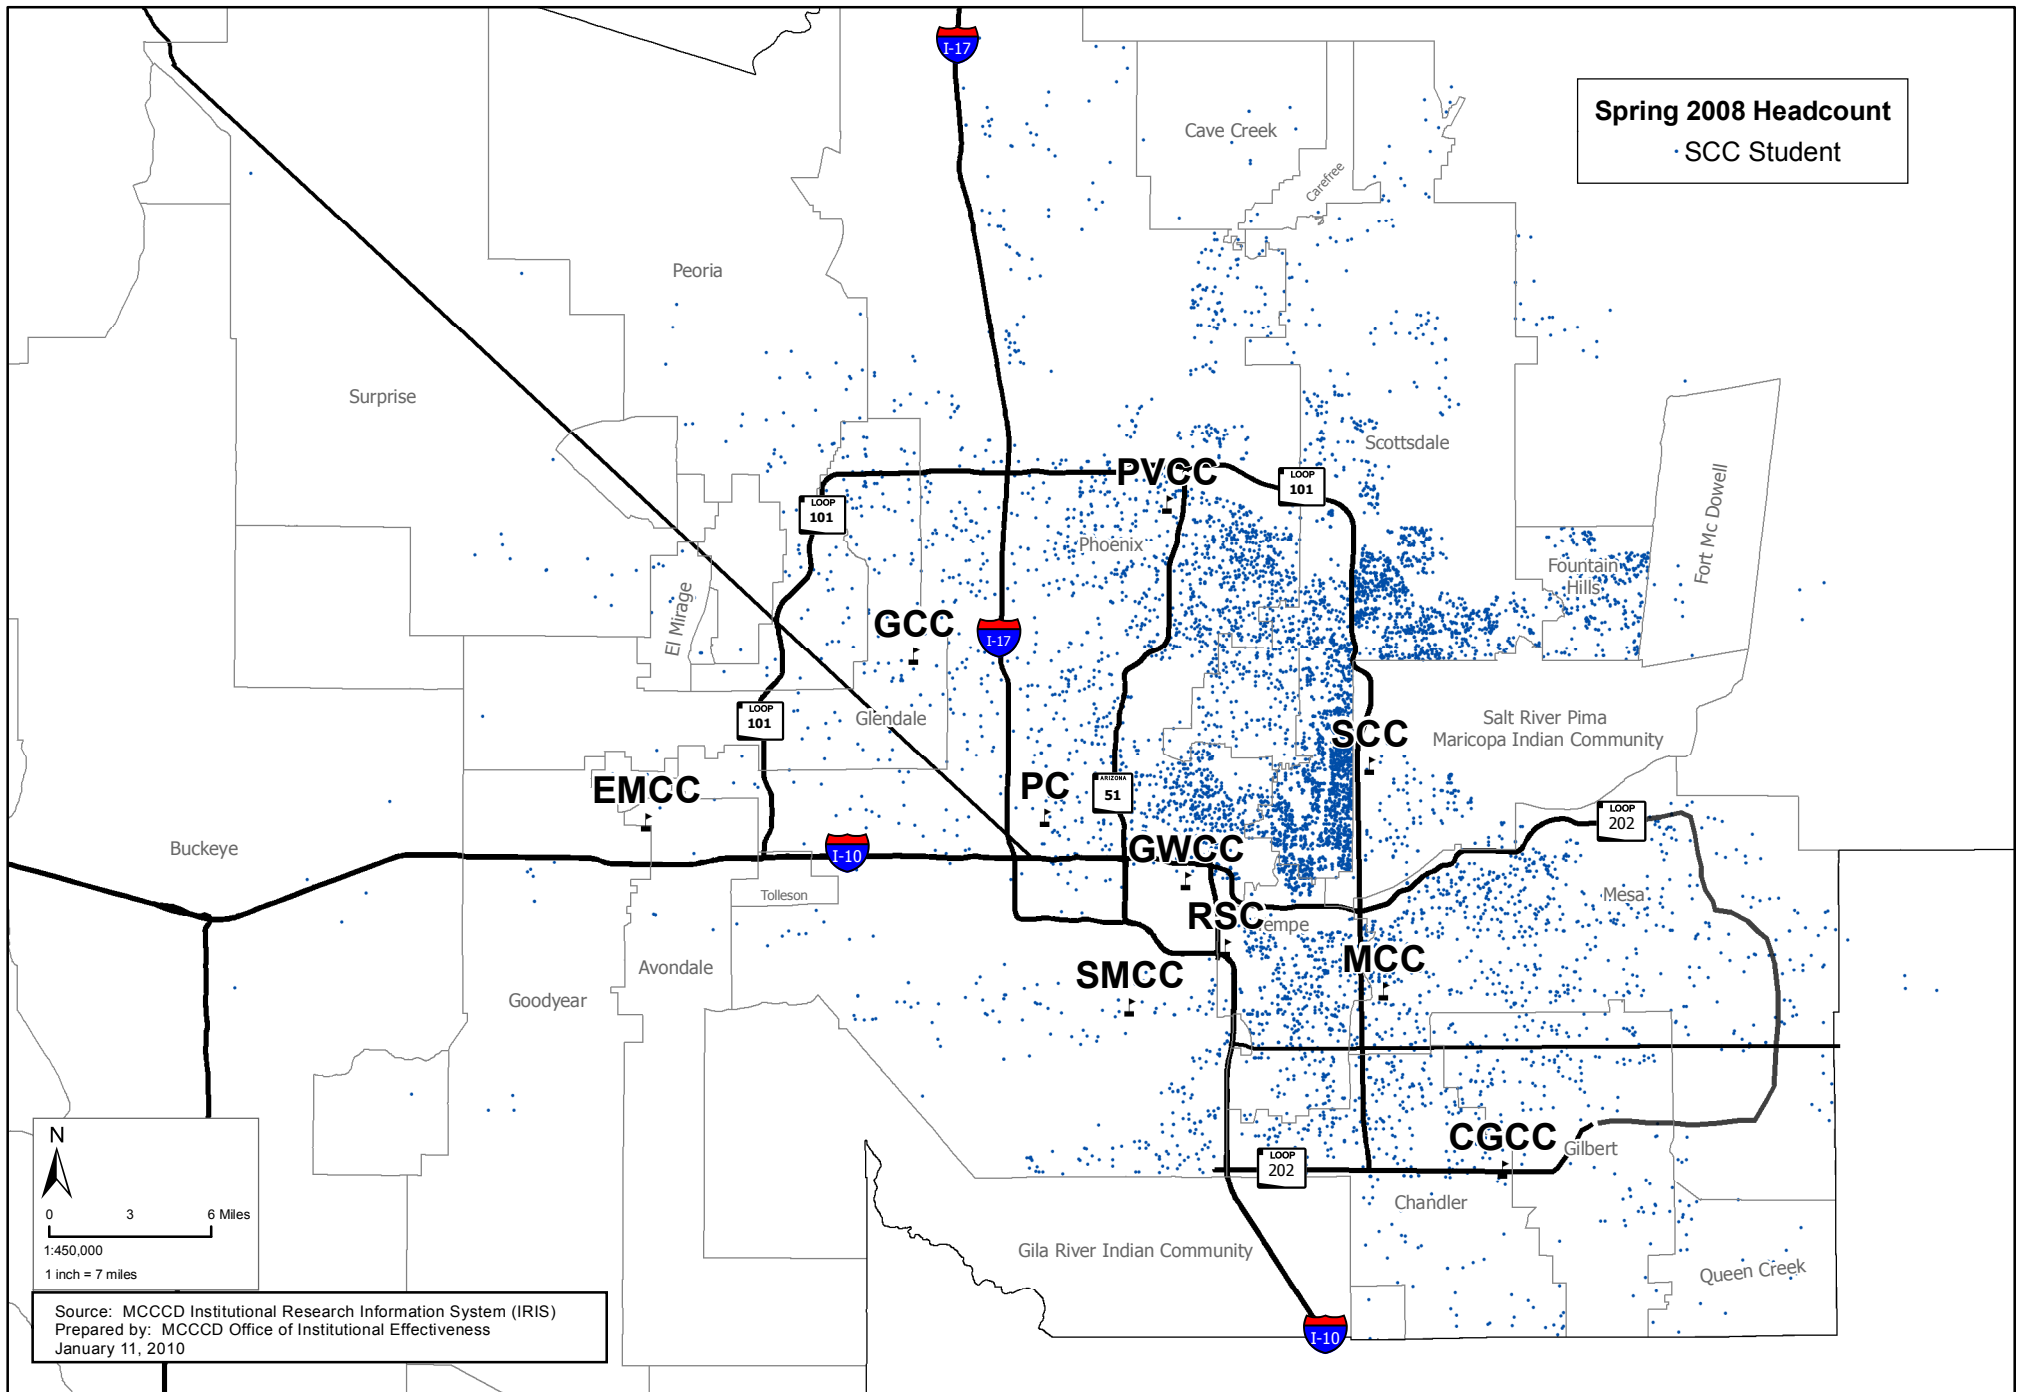 I-17
Spring 2008 Headcount
SCC Student
Cave Creek
Carefree
Peoria
Surprise
Scottsdale
PVCC
LOOP
101
LOOP
101
Phoenix
Fort Mc Dowell
Fountain
Hills
El Mirage
GCC
I-17
LOOP
101
Glendale
Salt River Pima
Maricopa Indian Community
SCC
EMCC
PC
ARIZONA
51
LOOP
202
Buckeye
I-10
GWCC
Tolleson
Mesa
RSC
empe
Avondale
MCC
SMCC
Goodyear
N
CGCC
Gilbert
LOOP
202
Chandler
0 3 6 Miles
1:450,000
1 inch = 7 miles
Gila River Indian Community
Queen Creek
I-10
Source: MCCCD Institutional Research Information System (IRIS)
Prepared by: MCCCD Office of Institutional Effectiveness
January 11, 2010